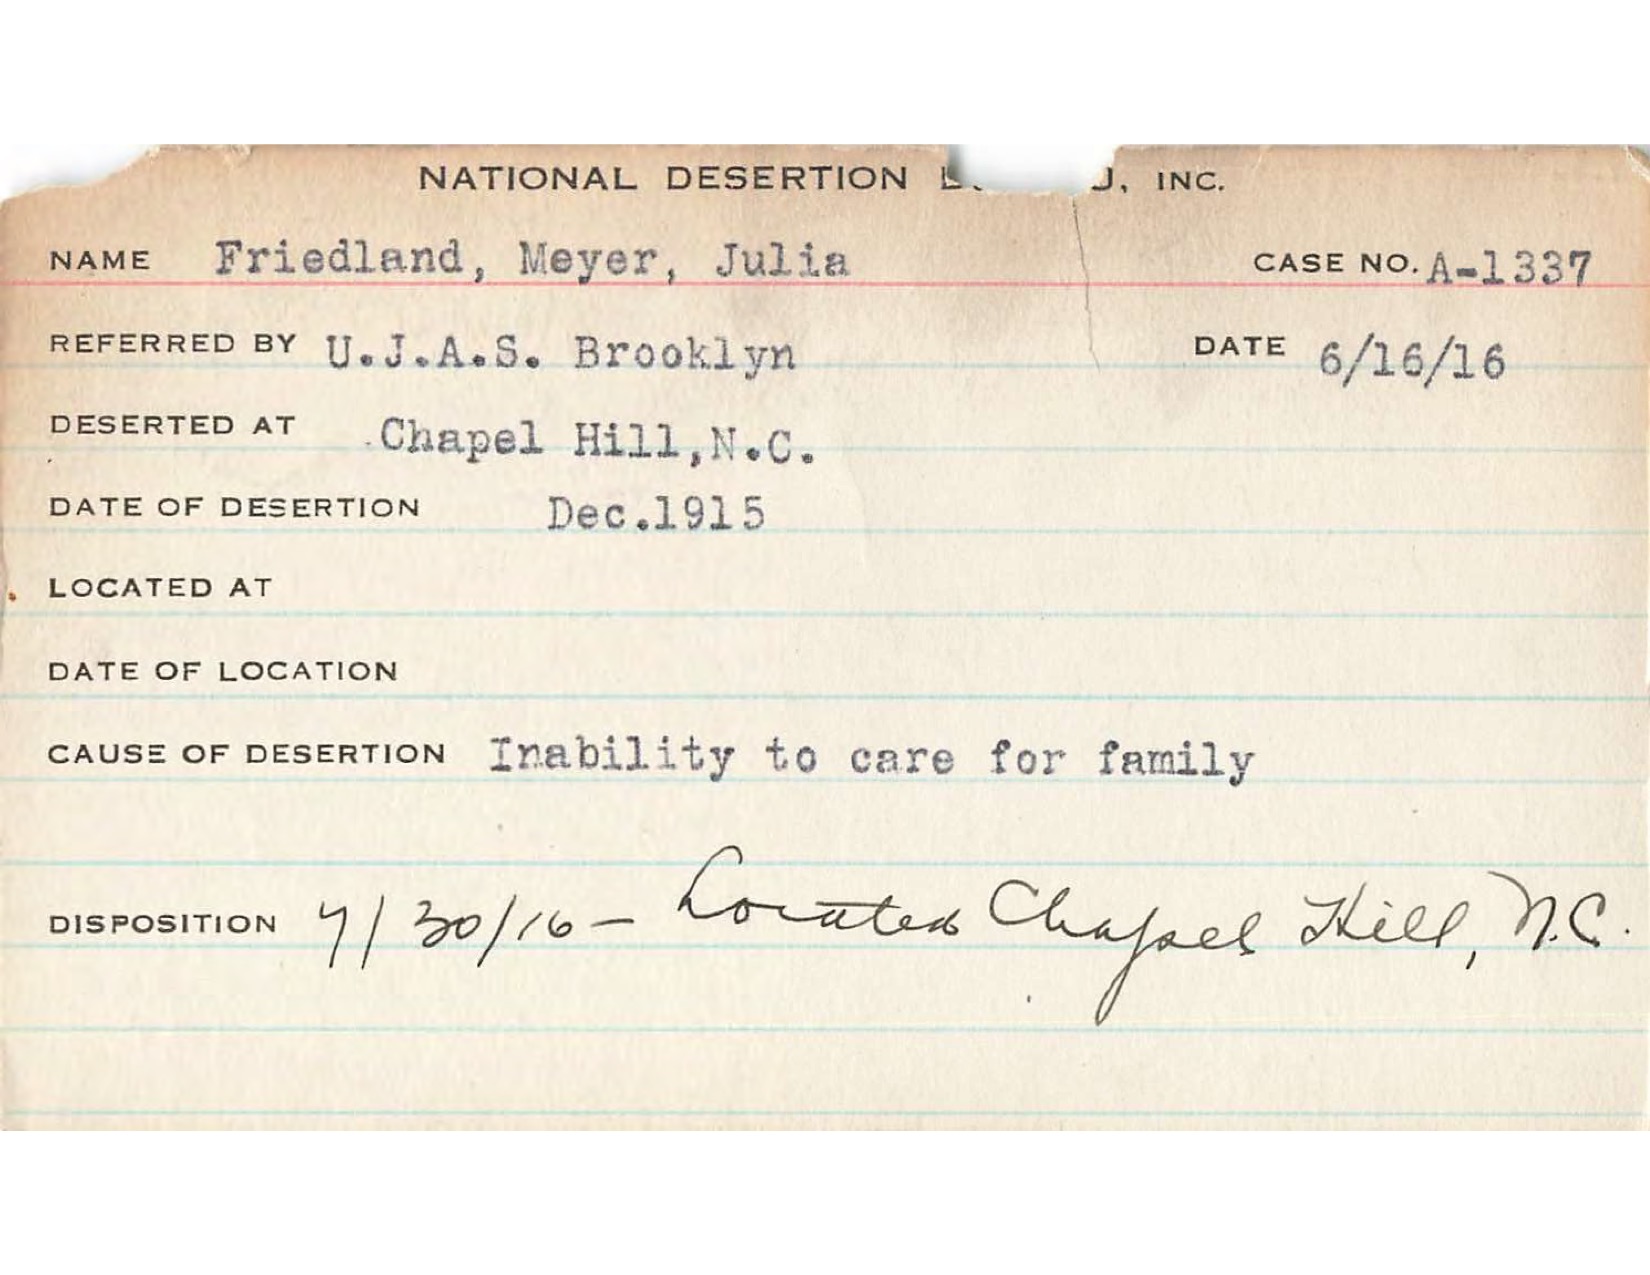 NATIONAL DESERTION INC.
NAME Friedland, Meyer, Julia CASE NO. A-1337
REFERRED BY U.J.A.S. Brooklyn DATE 6/16/16
DESERTED AT Chapel Hill,N.C.
DATE OF DESERTION Dec.1915
LOCATED AT
DATE OF LOCATION
CAUSE OF DESERTION Inability to care for family
DISPOSITION 7/30/16 - Located Chapel Hill, N.C.